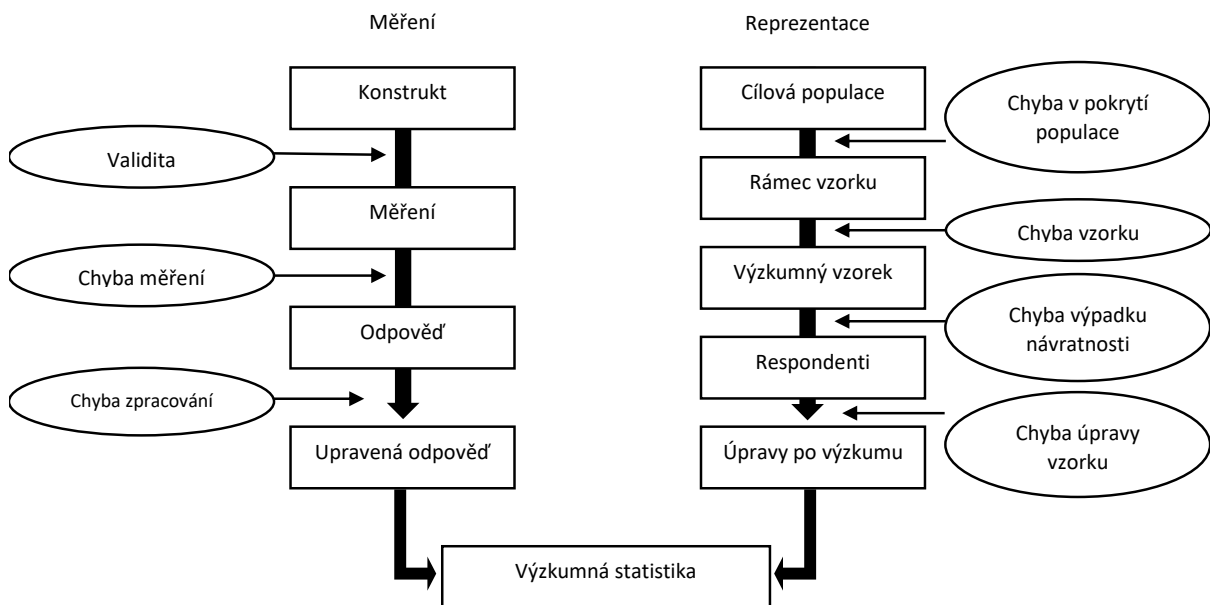 Měření
Reprezentace
Konstrukt
Cílová populace
Chyba v pokrytí
populace
Validita
Rámec vzorku
Měření
Chyba vzorku
Chyba měření
Výzkumný vzorek
Odpověď
Chyba výpadku
návratnosti
Respondenti
Chyba zpracování
Upravená odpověď
Úpravy po výzkumu
Chyba úpravy
vzorku
Výzkumná statistika